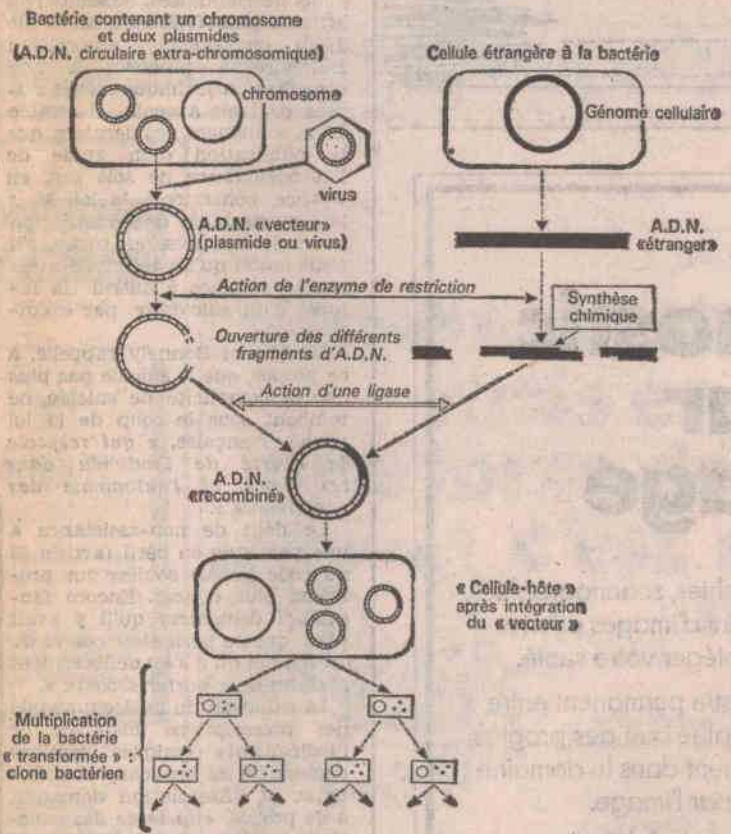 Bactérie contenant un chromosome
et deux plasmides
(A.D.N. circulaire extra-chromosomique)
Cellule étrangère à la bactérie
chromosome
Génome cellulaire
virus
A.D.N. «vecteur»
(plasmide ou virus)
A.D.N.
«étranger»
Action de l'enzyme de restriction
Synthèse
chimique
Ouverture des différents
fragments d'A.D.N.
Action d'une ligase
A.D.N.
«recombiné»
« Cellule-hôte »
après intégration
du « vecteur »
Multiplication
de la bactérie
« transformée » :
clone bactérien